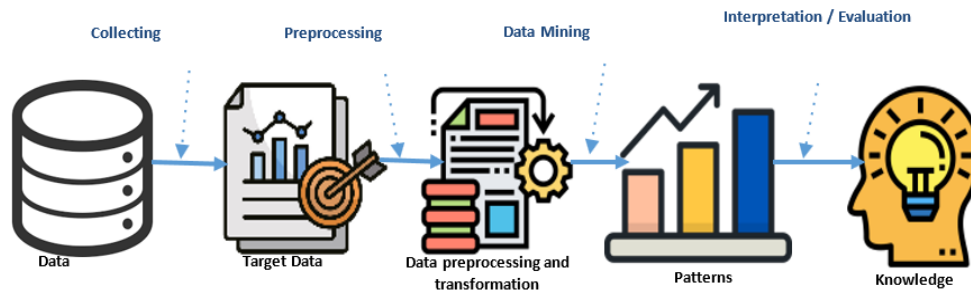 Collecting
Preprocessing
Data Mining
Interpretation / Evaluation
Data
Target Data
Data preprocessing and
transformation
Patterns
Knowledge